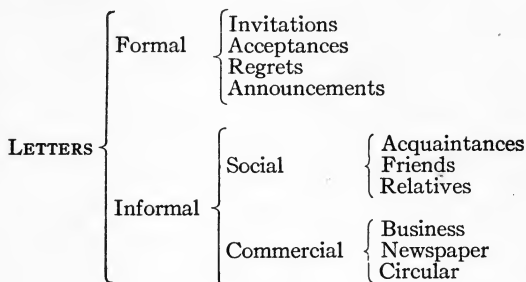 Formal
Invitations
Acceptances
Regrets
Announcements
LETTERS
Informal
Social
Acquaintances
Friends
Relatives
Commercial
Business
Newspaper
Circular